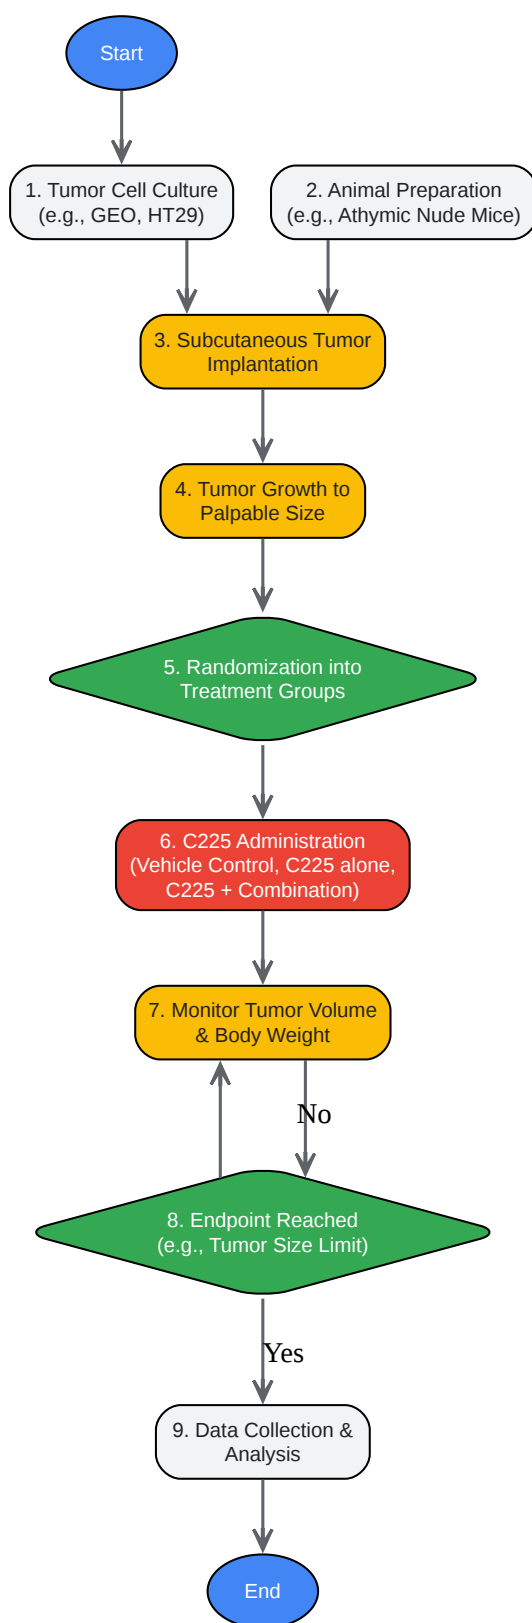 Start
1. Tumor Cell Culture
(e.g., GEO, HT29)
2. Animal Preparation
(e.g., Athymic Nude Mice)
3. Subcutaneous Tumor
Implantation
4. Tumor Growth to
Palpable Size
5. Randomization into
Treatment Groups
6. C225 Administration
(Vehicle Control, C225 alone,
C225 + Combination)
7. Monitor Tumor Volume
& Body Weight
No
8. Endpoint Reached
(e.g., Tumor Size Limit)
Yes
9. Data Collection &
Analysis
End